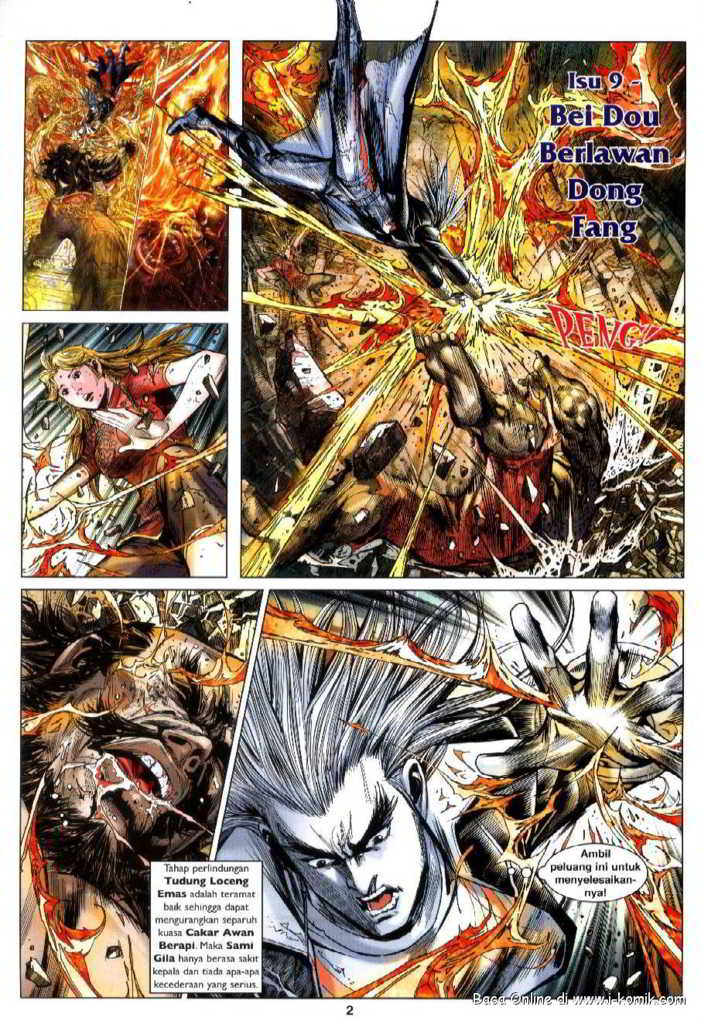 Isu 9 -
Bei Dou
Berlawan
Dong
Fang
PENG!!
Tahap perlindungan
Tudung Loceng
Emas adalah teramat
baik sehingga dapat
mengurangkan separuh
kuasa Cakar Awan
Berapi. Maka Sami
Gila hanya berasa sakit
kepala dan tiada apa-apa
kecederaan yang serius.
Ambil
peluang ini untuk
menyelesaikan-
nya!
2
Baca Online di www.i-komik.com